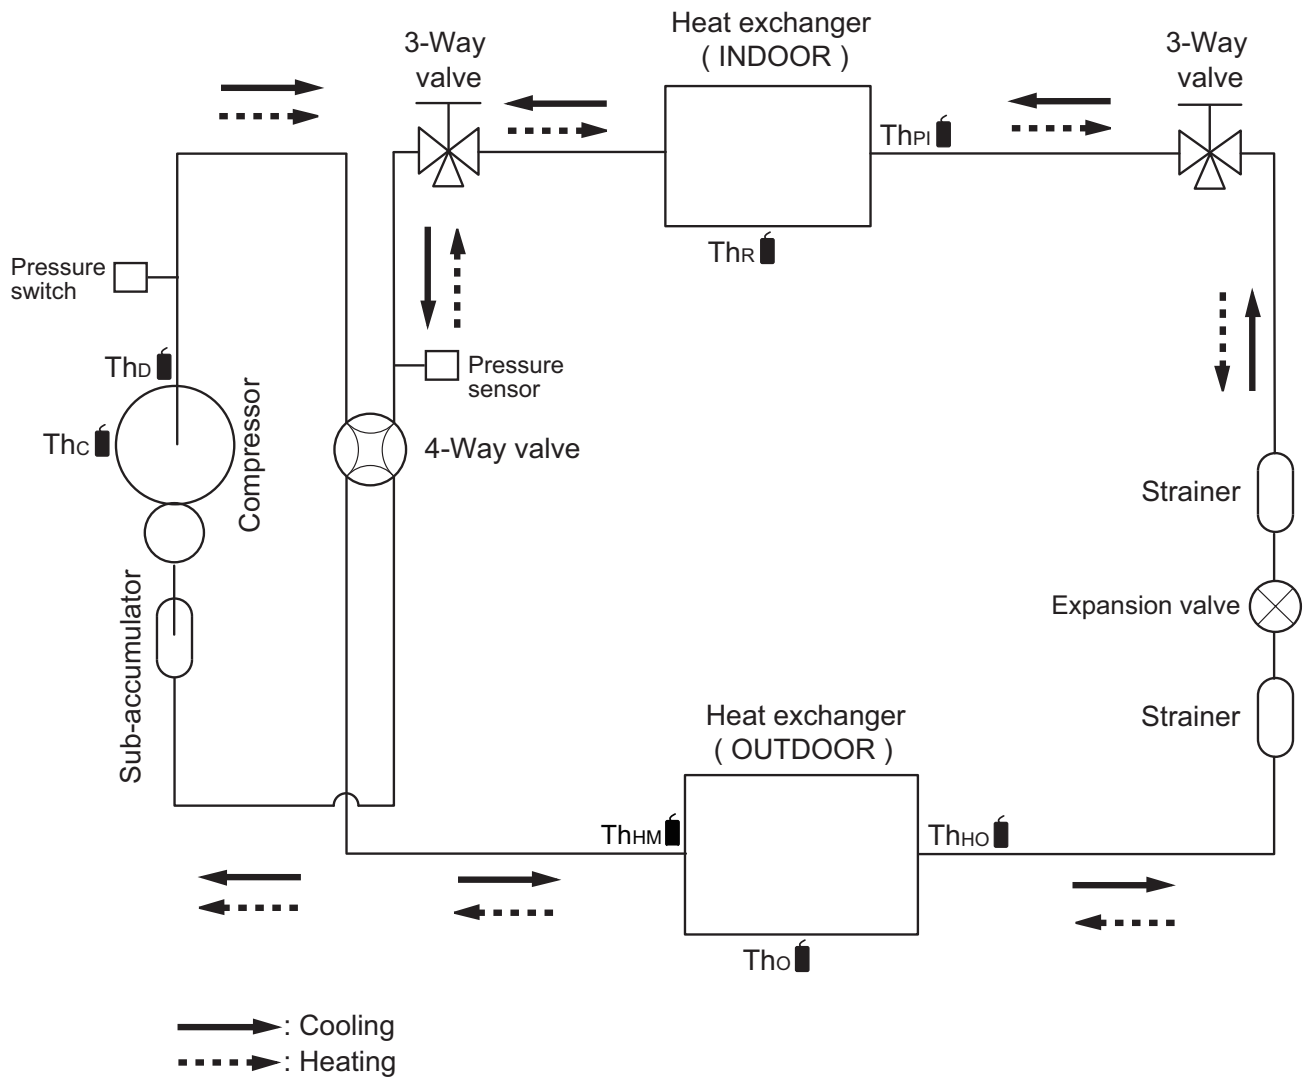 Heat exchanger
( INDOOR )
3-Way
valve
3-Way
valve
ThPI
ThR
Pressure
switch
ThD
Pressure
sensor
ThC
Compressor
4-Way valve
Strainer
Sub-accumulator
Expansion valve
Heat exchanger
( OUTDOOR )
Strainer
ThHM
ThHO
ThO
: Cooling
: Heating